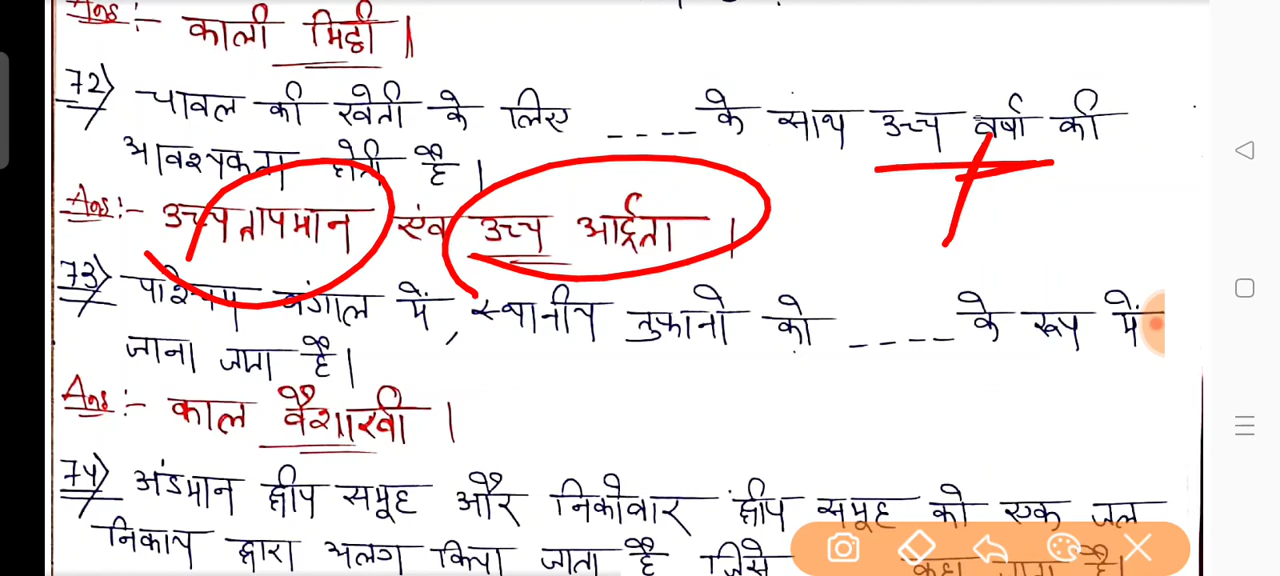 Ans:- काली मिट्टी।
72) चावल की खेती के लिए ---- के साथ उच्च वर्षा की
आवश्यकता होती है।
Ans:- उच्च तापमान एंव उच्च आर्द्रता।
73) पश्चिम बंगाल में, स्थानीय तुफानो को ---- के रूप में
जाना जाता है।
Ans:- काल वैशाखी।
74) अंडमान द्वीप समूह और निकोबार द्वीप समूह को एक जल
निकाय द्वारा अलग किया जाता है जिसे कहा जाता है।